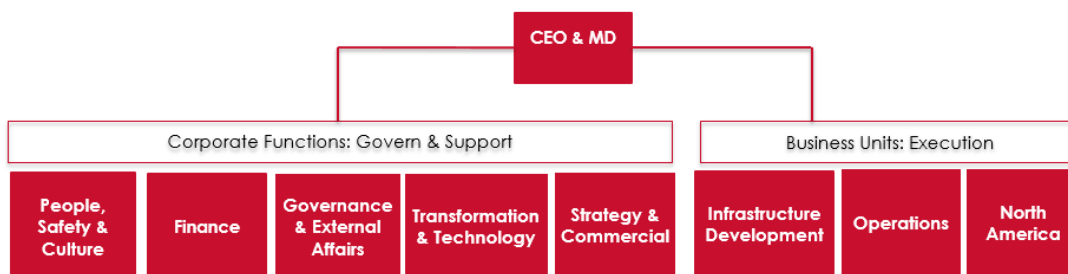 CEO & MD
Corporate Functions: Govern & Support
Business Units: Execution
People,
Safety &
Culture
Finance
Governance
& External
Affairs
Transformation
& Technology
Strategy &
Commercial
Infrastructure
Development
Operations
North
America